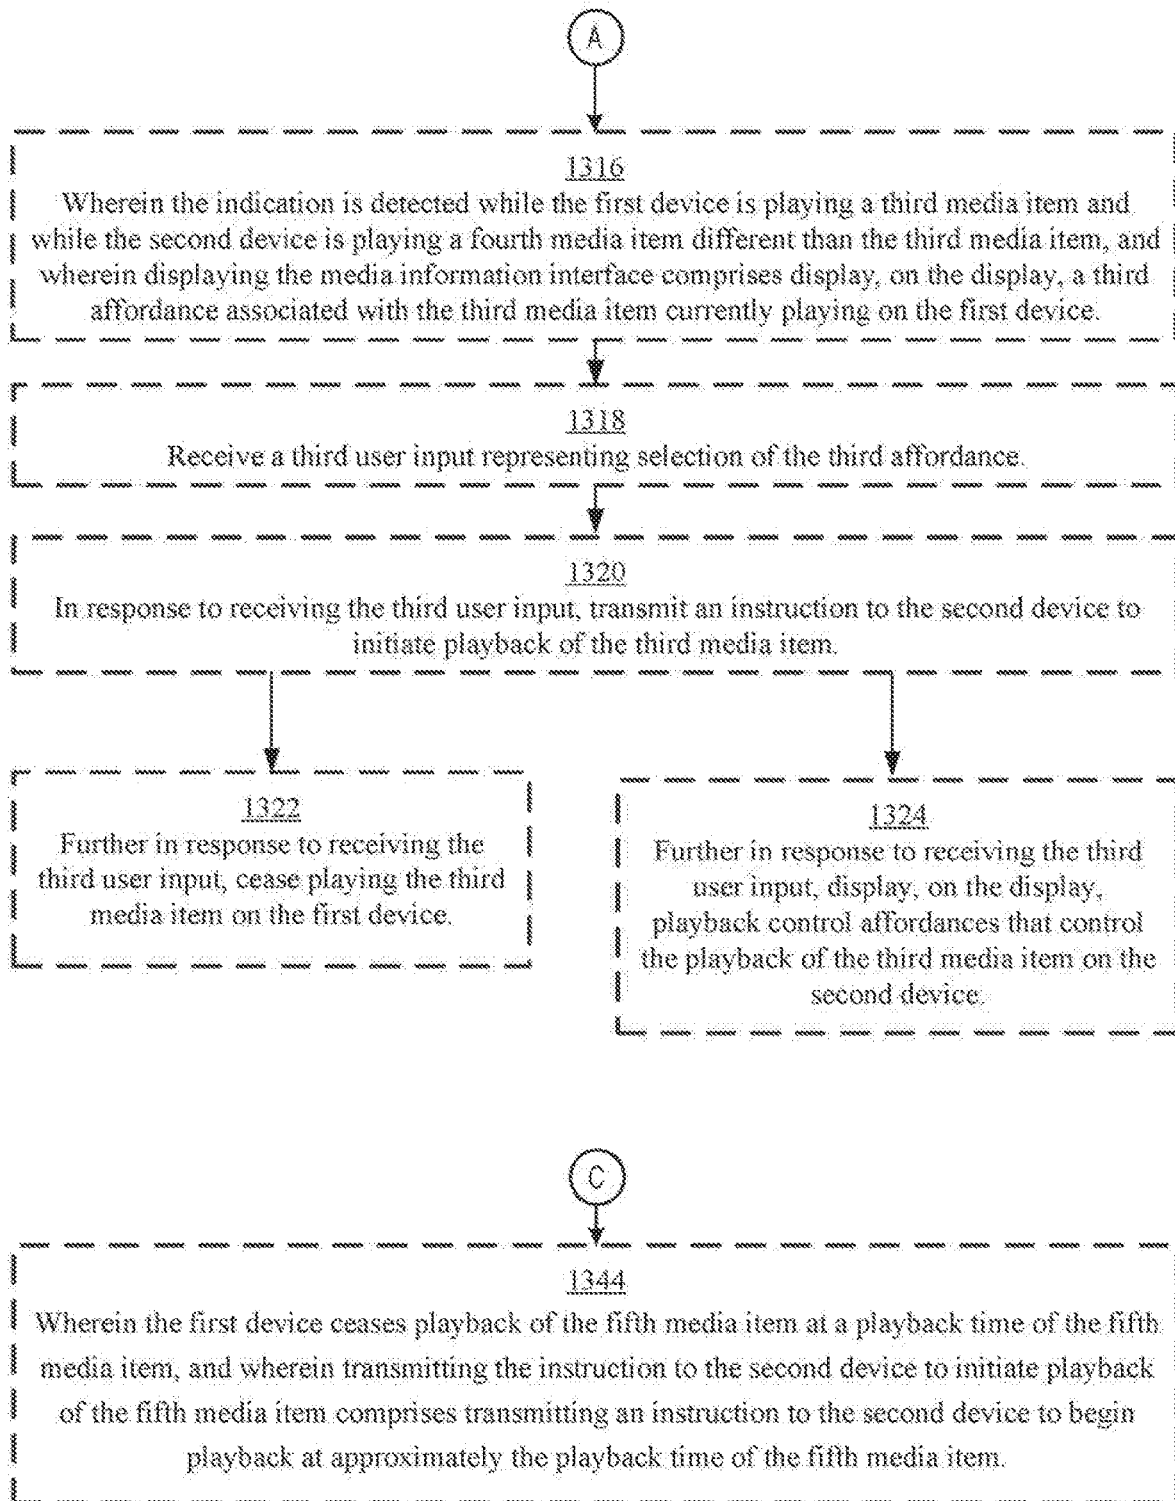 A
1316
Wherein the indication is detected while the first device is playing a third media item and
while the second device is playing a fourth media item different than the third media item, and
wherein displaying the media information interface comprises display, on the display, a third
affordance associated with the third media item currently playing on the first device.
1318
Receive a third user input representing selection of the third affordance.
1320
In response to receiving the third user input, transmit an instruction to the second device to
initiate playback of the third media item.
1322
Further in response to receiving the
third user input, cease playing the third
media item on the first device.
1324
Further in response to receiving the third
user input, display, on the display,
playback control affordances that control
the playback of the third media item on the
second device.
C
1344
Wherein the first device ceases playback of the fifth media item at a playback time of the fifth
media item, and wherein transmitting the instruction to the second device to initiate playback
of the fifth media item comprises transmitting an instruction to the second device to begin
playback at approximately the playback time of the fifth media item.